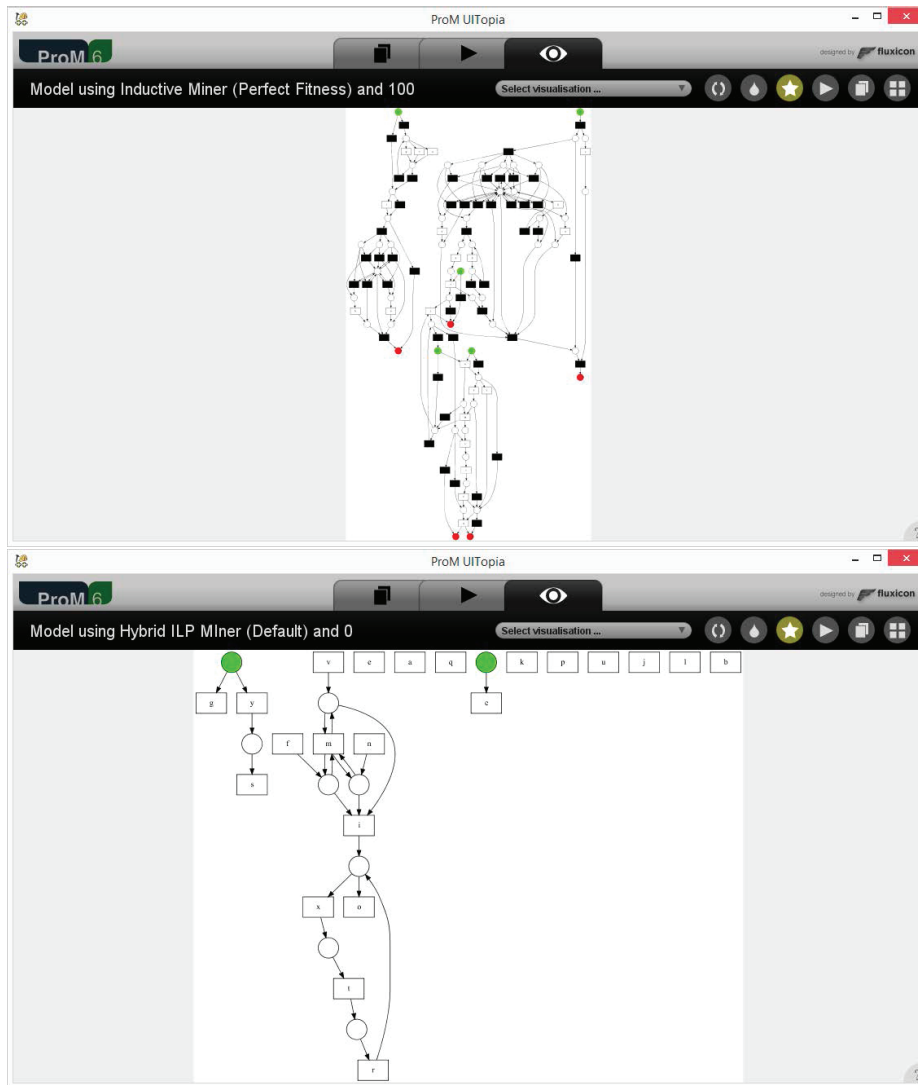 ProM UITopia
ProM 6
designed by fluxicon
Model using Inductive Miner (Perfect Fitness) and 100
Select visualisation ...
ProM UITopia
ProM 6
designed by fluxicon
Model using Hybrid ILP MIner (Default) and 0
Select visualisation ...
v e a q k p u j l b
g y c
f m n
s
i
x o
t
r